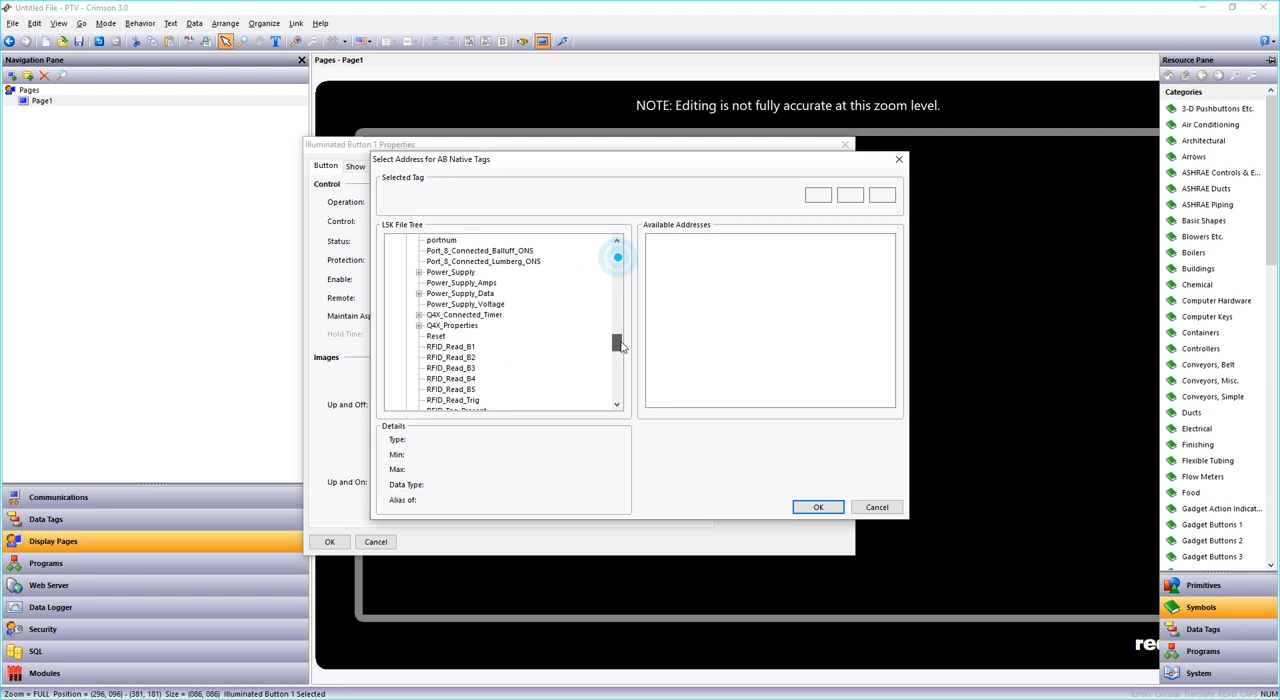 Untitled File - PTV - Crimson 3.0
File Edit View Go Mode Behavior Text Data Arrange Organize Link Help
Navigation Pane
Pages - Page1
Resource Pane
Pages
Page1
NOTE: Editing is not fully accurate at this zoom level.
Categories
3-D Pushbuttons Etc.
Air Conditioning
Architectural
Arrows
ASHRAE Controls & E...
ASHRAE Ducts
ASHRAE Piping
Basic Shapes
Blowers Etc.
Boilers
Buildings
Chemical
Computer Hardware
Computer Keys
Containers
Controllers
Conveyors, Belt
Conveyors, Misc.
Conveyors, Simple
Ducts
Electrical
Finishing
Flexible Tubing
Flow Meters
Food
Gadget Action Indicat...
Gadget Buttons 1
Gadget Buttons 2
Gadget Buttons 3
Illuminated Button 1 Properties
Button Show
Control
Operation:
Control:
Status:
Protection:
Enable:
Remote:
Maintain Asp
Hold Time:
Images
Up and Off:
Up and On:
OK Cancel
Select Address for AB Native Tags
Selected Tag
L5K File Tree
Available Addresses
portnum
Port_8_Connected_Balluff_ONS
Port_8_Connected_Lumberg_ONS
Power_Supply
Power_Supply_Amps
Power_Supply_Data
Power_Supply_Voltage
Q4X_Connected_Timer
Q4X_Properties
Reset
RFID_Read_B1
RFID_Read_B2
RFID_Read_B3
RFID_Read_B4
RFID_Read_B5
RFID_Read_Trig
RFID_Tag_Present
Details
Type:
Min:
Max:
Data Type:
Alias of:
OK Cancel
Communications
Data Tags
Display Pages
Programs
Web Server
Data Logger
Security
SQL
Modules
Primitives
Symbols
Data Tags
Programs
System
red
Zoom = FULL Position = (296, 096) - (381, 181) Size = (086, 086) Illuminated Button 1 Selected
Errors Circular Translate READ CAPS NUM